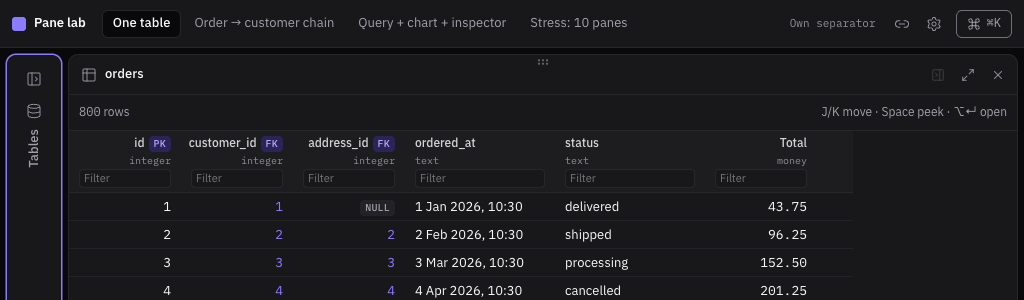 Pane lab One table Order → customer chain Query + chart + inspector Stress: 10 panes Own separator ⌘ ⌘K
orders
800 rows J/K move · Space peek · ⌥↵ open
Tables
id PK customer_id FK address_id FK ordered_at status Total
integer integer integer text text money
Filter Filter Filter Filter Filter Filter
1 1 NULL 1 Jan 2026, 10:30 delivered 43.75
2 2 2 2 Feb 2026, 10:30 shipped 96.25
3 3 3 3 Mar 2026, 10:30 processing 152.50
4 4 4 4 Apr 2026, 10:30 cancelled 201.25